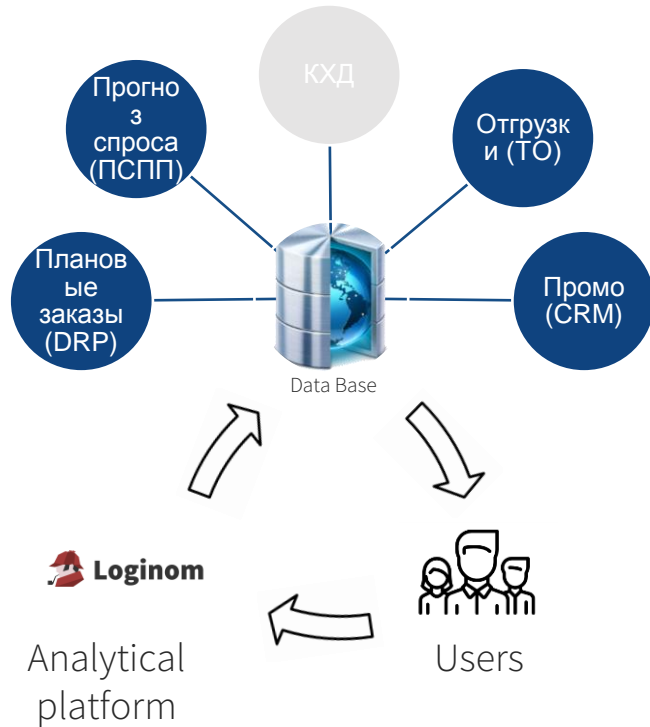 КХД
Прогно
з
спроса
(ПСПП)
Отгрузк
и (ТО)
Планов
ые
заказы
(DRP)
Промо
(CRM)
Data Base
Loginom
Analytical
platform
Users